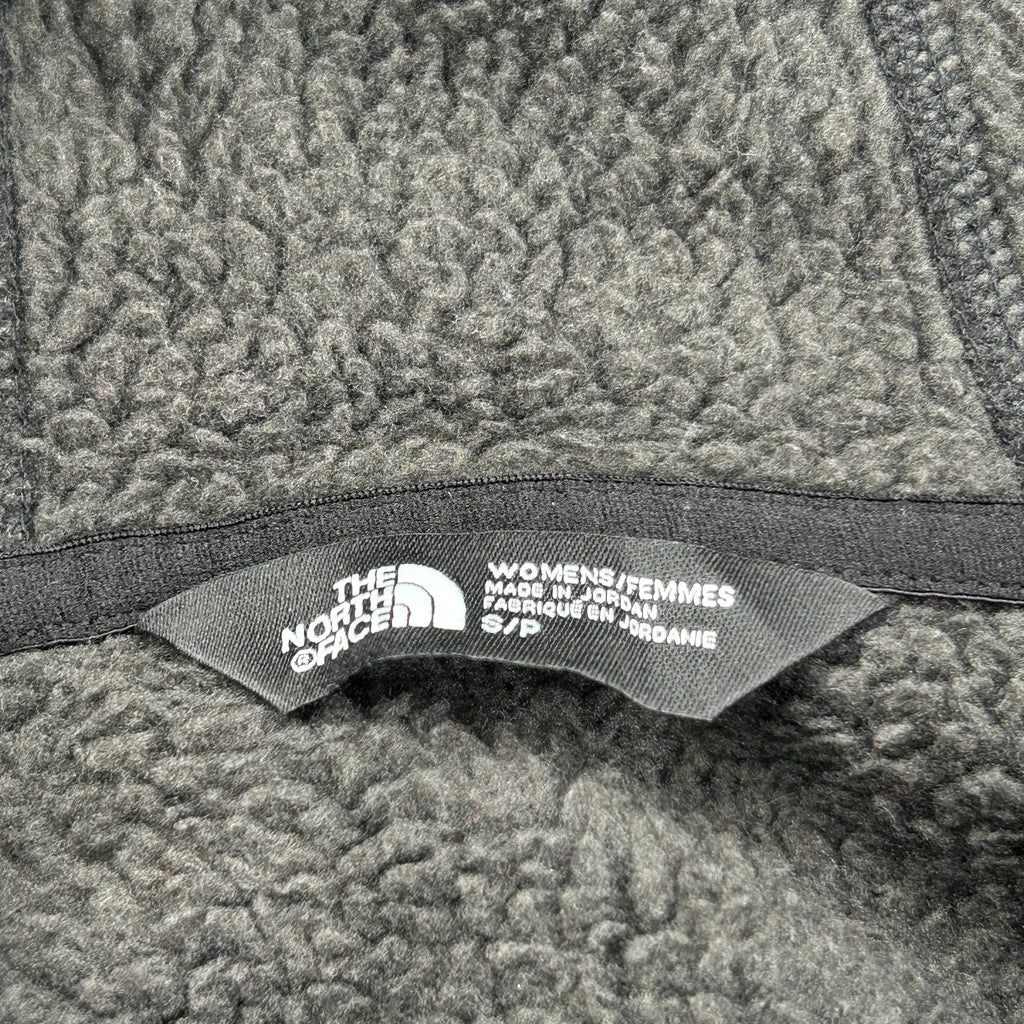 THE
NORTH
®FACE
WOMENS/FEMMES
MADE IN JORDAN
FABRIQUE EN JORDANIE
S/P